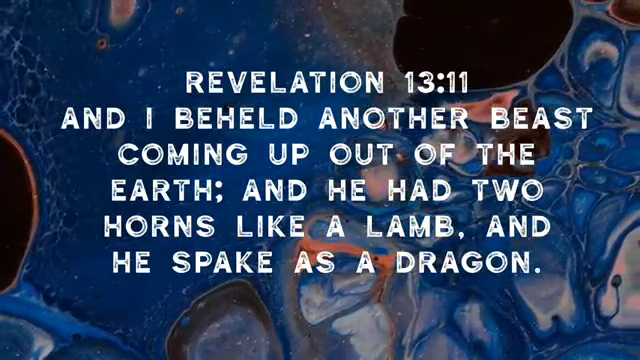 REVELATION 13:11
AND I BEHELD ANOTHER BEAST
COMING UP OUT OF THE
EARTH; AND HE HAD TWO
HORNS LIKE A LAMB, AND
HE SPAKE AS A DRAGON.